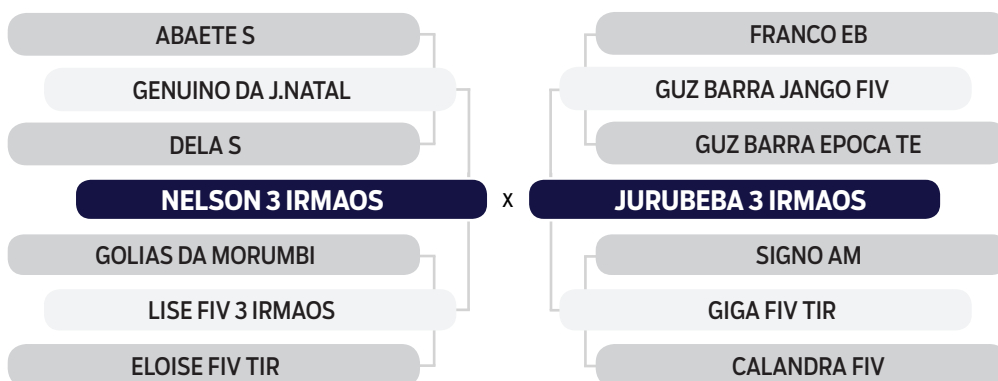 ABAETE S
GENUINO DA J.NATAL
DELA S
NELSON 3 IRMAOS
GOLIAS DA MORUMBI
LISE FIV 3 IRMAOS
ELOISE FIV TIR
x
FRANCO EB
GUZ BARRA JANGO FIV
GUZ BARRA EPOCA TE
JURUBEBA 3 IRMAOS
SIGNO AM
GIGA FIV TIR
CALANDRA FIV